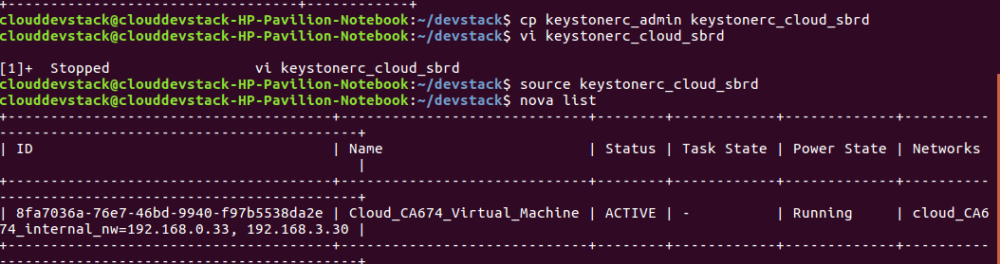 +----------------------------------+------------+
clouddevstack@clouddevstack-HP-Pavilion-Notebook:~/devstack$ cp keystonerc_admin keystonerc_cloud_sbrd
clouddevstack@clouddevstack-HP-Pavilion-Notebook:~/devstack$ vi keystonerc_cloud_sbrd
[1]+  Stopped                 vi keystonerc_cloud_sbrd
clouddevstack@clouddevstack-HP-Pavilion-Notebook:~/devstack$ source keystonerc_cloud_sbrd
clouddevstack@clouddevstack-HP-Pavilion-Notebook:~/devstack$ nova list
+--------------------------------------+-----------------------------+--------+------------+-------------+----------
------------------------------------------+
| ID                                   | Name                        | Status | Task State | Power State | Networks
                                          |
+--------------------------------------+-----------------------------+--------+------------+-------------+----------
------------------------------------------+
| 8fa7036a-76e7-46bd-9940-f97b5538da2e | Cloud_CA674_Virtual_Machine | ACTIVE | -          | Running     | cloud_CA6
74_internal_nw=192.168.0.33, 192.168.3.30 |
+--------------------------------------+-----------------------------+--------+------------+-------------+----------
------------------------------------------+